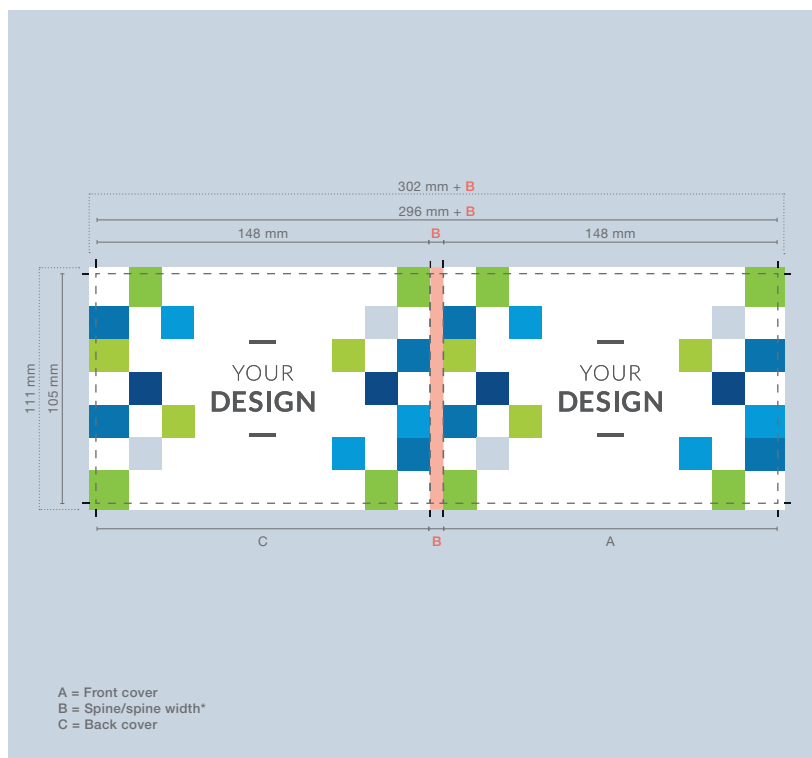 302 mm + B
296 mm + B
148 mm
B
148 mm
111 mm
105 mm
YOUR
DESIGN
YOUR
DESIGN
C
B
A
A = Front cover
B = Spine/spine width*
C = Back cover